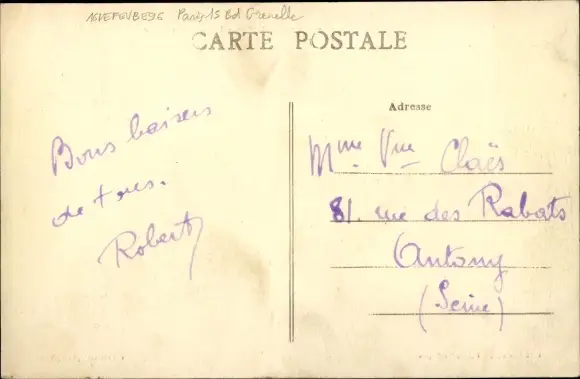 Paris 15 Bd Grenelle
CARTE POSTALE
Bons baisers
de tous.
Robert
Adresse
Mme Vve Claës
81. rue des Rabats
Antony
(Seine)